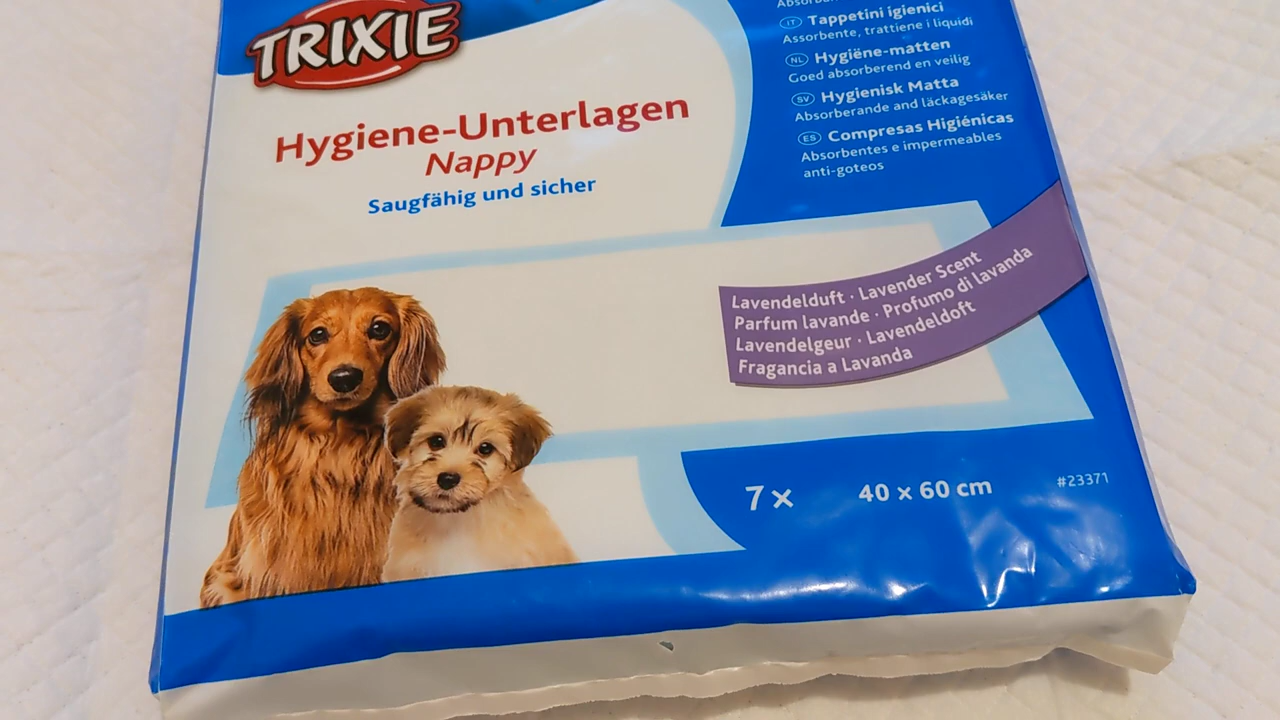 TRIXIE
Hygiene-Unterlagen
Nappy
Saugfähig und sicher
IT Tappetini igienici
Assorbente, trattiene i liquidi
NL Hygiëne-matten
Goed absorberend en veilig
SV Hygienisk Matta
Absorberande and läckagesäker
ES Compresas Higiénicas
Absorbentes e impermeables
anti-goteos
Lavendelduft · Lavender Scent
Parfum lavande · Profumo di lavanda
Lavendelgeur · Lavendeldoft
Fragancia a Lavanda
7 x
40 x 60 cm
#23371